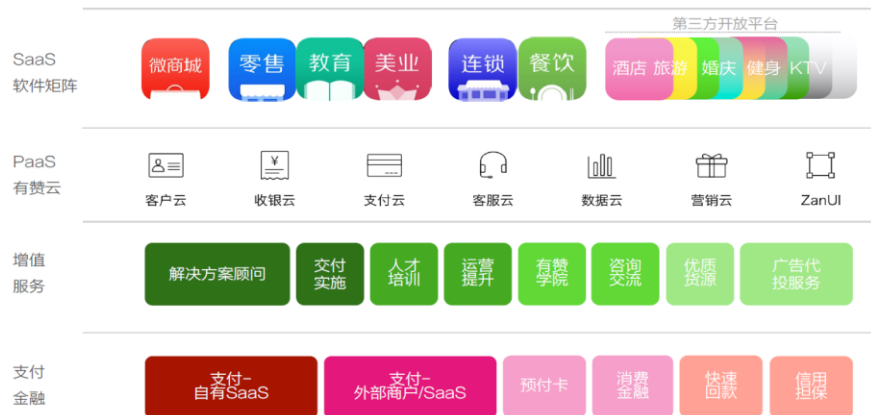 第三方开放平台
SaaS
软件矩阵
微商城
零售
教育
美业
连锁
餐饮
酒店
旅游
婚庆
健身
KTV
PaaS
有赞云
¥
客户云
收银云
支付云
客服云
数据云
营销云
ZanUI
增值
服务
解决方案顾问
交付
实施
人才
培训
运营
提升
有赞
学院
咨询
交流
优质
货源
广告代
投服务
支付
金融
支付-
自有SaaS
支付-
外部商户/SaaS
预付卡
消费
金融
快速
回款
信用
担保